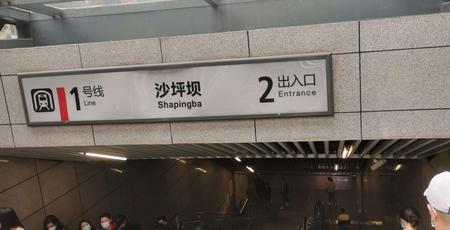 1 号线
Line
沙坪坝
Shapingba
2 出入口
Entrance